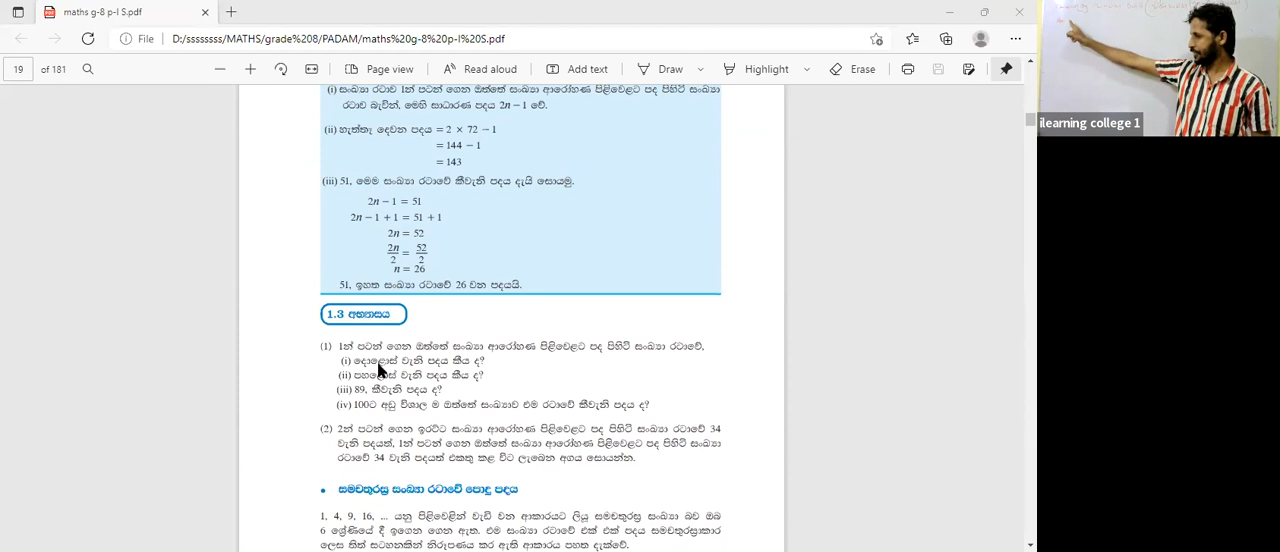 maths g-8 p-I S.pdf
File
D:/ssssssss/MATHS/grade%208/PADAM/maths%20g-8%20p-I%20S.pdf
19 of 181
Page view
Read aloud
Add text
Draw
Highlight
Erase
(i) සංඛ්‍යා රටාව 1න් පටන් ගෙන ඔත්තේ සංඛ්‍යා ආරෝහණ පිළිවෙළට පද පිහිටි සංඛ්‍යා
රටාව බැවින්, මෙහි සාධාරණ පදය 2n – 1 වේ.
(ii) හැත්තෑ දෙවන පදය = 2 × 72 – 1
= 144 – 1
= 143
(iii) 51, මෙම සංඛ්‍යා රටාවේ කීවැනි පදය දැයි සොයමු.
2n – 1 = 51
2n – 1 + 1 = 51 + 1
2n = 52
2n/2 = 52/2
n = 26
51, ඉහත සංඛ්‍යා රටාවේ 26 වන පදයයි.
1.3 අභ්‍යාසය
(1) 1න් පටන් ගෙන ඔත්තේ සංඛ්‍යා ආරෝහණ පිළිවෙළට පද පිහිටි සංඛ්‍යා රටාවේ,
(i) දොළොස් වැනි පදය කීය ද?
(ii) පහළොස් වැනි පදය කීය ද?
(iii) 89, කීවැනි පදය ද?
(iv) 100ට අඩු විශාල ම ඔත්තේ සංඛ්‍යාව එම රටාවේ කීවැනි පදය ද?
(2) 2න් පටන් ගෙන ඉරට්ට සංඛ්‍යා ආරෝහණ පිළිවෙළට පද පිහිටි සංඛ්‍යා රටාවේ 34
වැනි පදයත්, 1න් පටන් ගෙන ඔත්තේ සංඛ්‍යා ආරෝහණ පිළිවෙළට පද පිහිටි සංඛ්‍යා
රටාවේ 34 වැනි පදයත් එකතු කළ විට ලැබෙන අගය සොයන්න.
• සමචතුරස්‍ර සංඛ්‍යා රටාවේ පොදු පදය
1, 4, 9, 16, ... යනු පිළිවෙළින් වැඩි වන ආකාරයට ලියූ සමචතුරස්‍ර සංඛ්‍යා බව ඔබ
6 ශ්‍රේණියේ දී ඉගෙන ගෙන ඇත. එම සංඛ්‍යා රටාවේ එක් එක් පදය සමචතුරස්‍රාකාර
ලෙස තිත් සටහනකින් නිරූපණය කර ඇති ආකාරය පහත දැක්වේ.
ilearning college 1